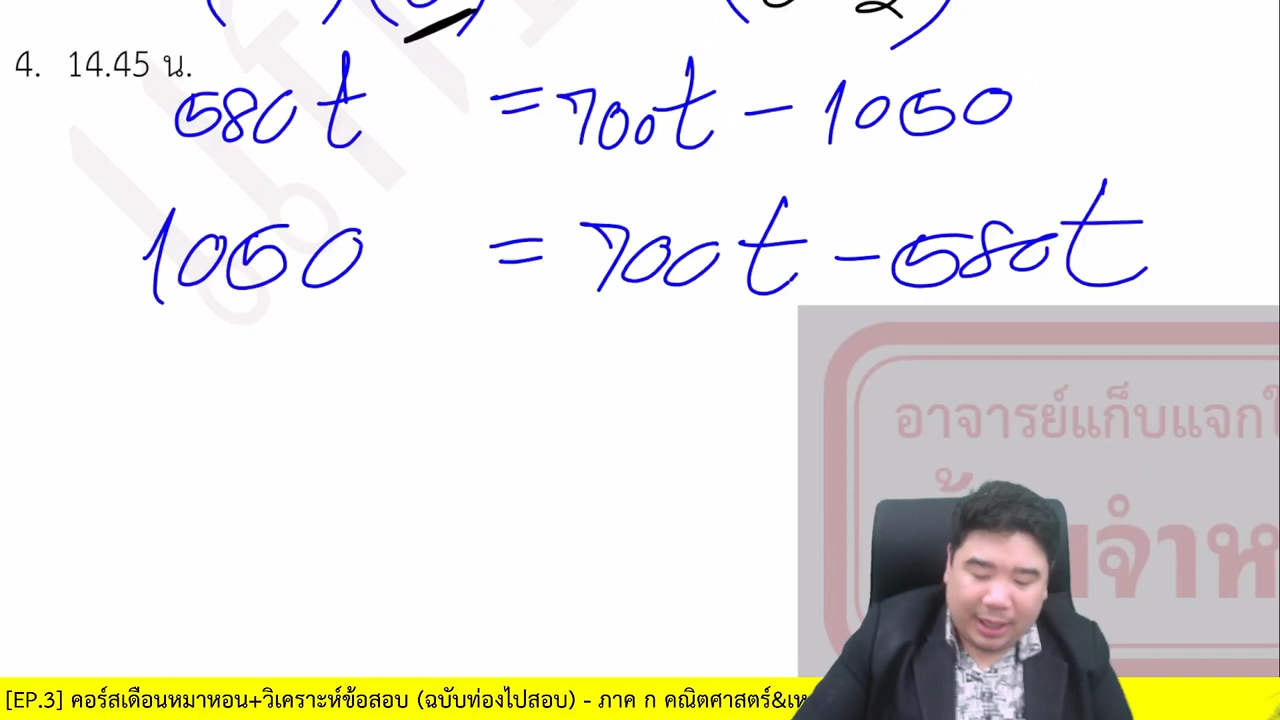 4. 14.45 น.
580t = 700t - 1050
1050 = 700t - 580t
อาจารย์แก็บแจก
จำห
[EP.3] คอร์สเดือนหมาหอน+วิเคราะห์ข้อสอบ (ฉบับท่องไปสอบ) - ภาค ก คณิตศาสตร์&เห